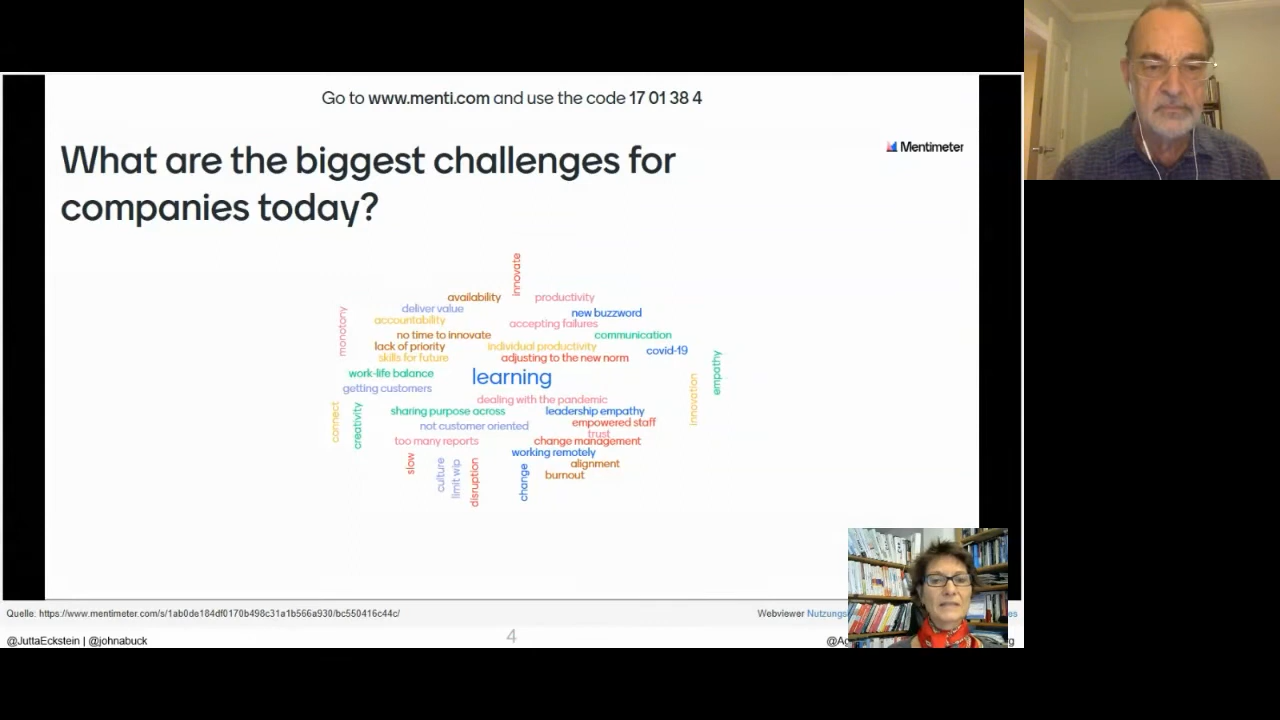 Go to www.menti.com and use the code 17 01 38 4
Mentimeter
What are the biggest challenges for
companies today?
innovate
availability
productivity
deliver value
new buzzword
monotony
accountability
accepting failures
no time to innovate
communication
lack of priority
individual productivity
covid-19
skills for future
adjusting to the new norm
empathy
work-life balance
learning
getting customers
innovation
dealing with the pandemic
connect
creativity
sharing purpose across
leadership empathy
not customer oriented
empowered staff
trust
too many reports
change management
working remotely
slow
culture
limit wip
disruption
change
alignment
burnout
Quelle: https://www.mentimeter.com/s/1ab0de184df0170b498c31a1b566a930/bc550416c44c/
Webviewer
@JuttaEckstein | @johnabuck
4